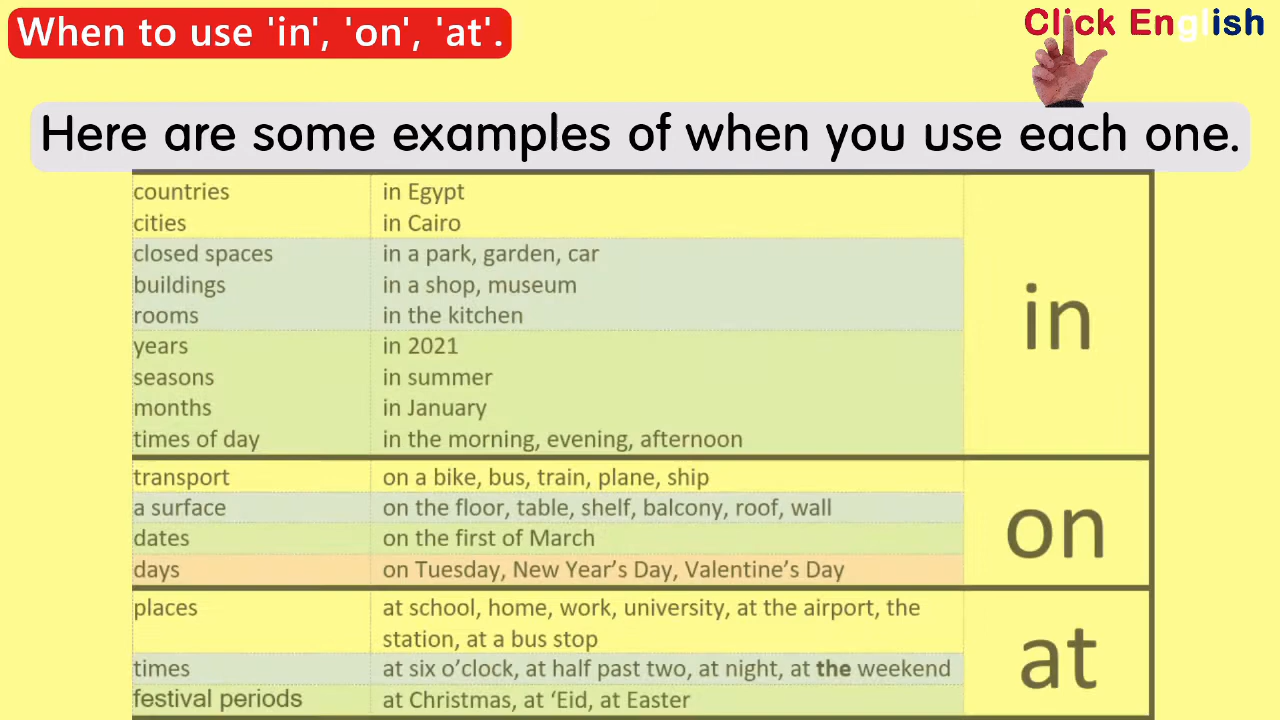 When to use 'in', 'on', 'at'.
Click English
Here are some examples of when you use each one.
countries in Egypt
cities in Cairo
closed spaces in a park, garden, car
buildings in a shop, museum
rooms in the kitchen
in
years in 2021
seasons in summer
months in January
times of day in the morning, evening, afternoon
transport on a bike, bus, train, plane, ship
a surface on the floor, table, shelf, balcony, roof, wall
on
dates on the first of March
days on Tuesday, New Year’s Day, Valentine’s Day
places at school, home, work, university, at the airport, the
station, at a bus stop
at
times at six o’clock, at half past two, at night, at the weekend
festival periods at Christmas, at ‘Eid, at Easter